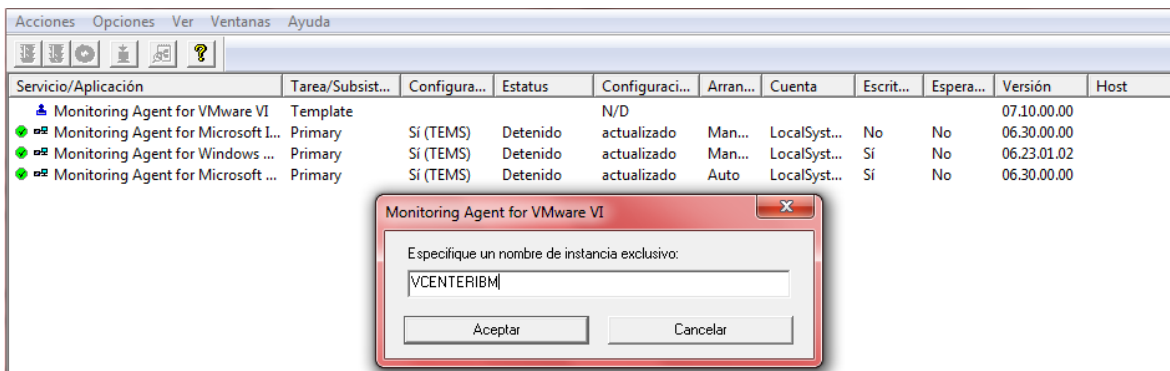 Acciones Opciones Ver Ventanas Ayuda
Servicio/Aplicación Tarea/Subsist... Configura... Estatus Configuraci... Arran... Cuenta Escrit... Espera... Versión Host
Monitoring Agent for VMware VI Template N/D 07.10.00.00
Monitoring Agent for Microsoft I... Primary Sí (TEMS) Detenido actualizado Man... LocalSyst... No No 06.30.00.00
Monitoring Agent for Windows ... Primary Sí (TEMS) Detenido actualizado Man... LocalSyst... Sí No 06.23.01.02
Monitoring Agent for Microsoft ... Primary Sí (TEMS) Detenido actualizado Auto LocalSyst... Sí No 06.30.00.00
Monitoring Agent for VMware VI
Especifique un nombre de instancia exclusivo:
VCENTERIBM
Aceptar Cancelar